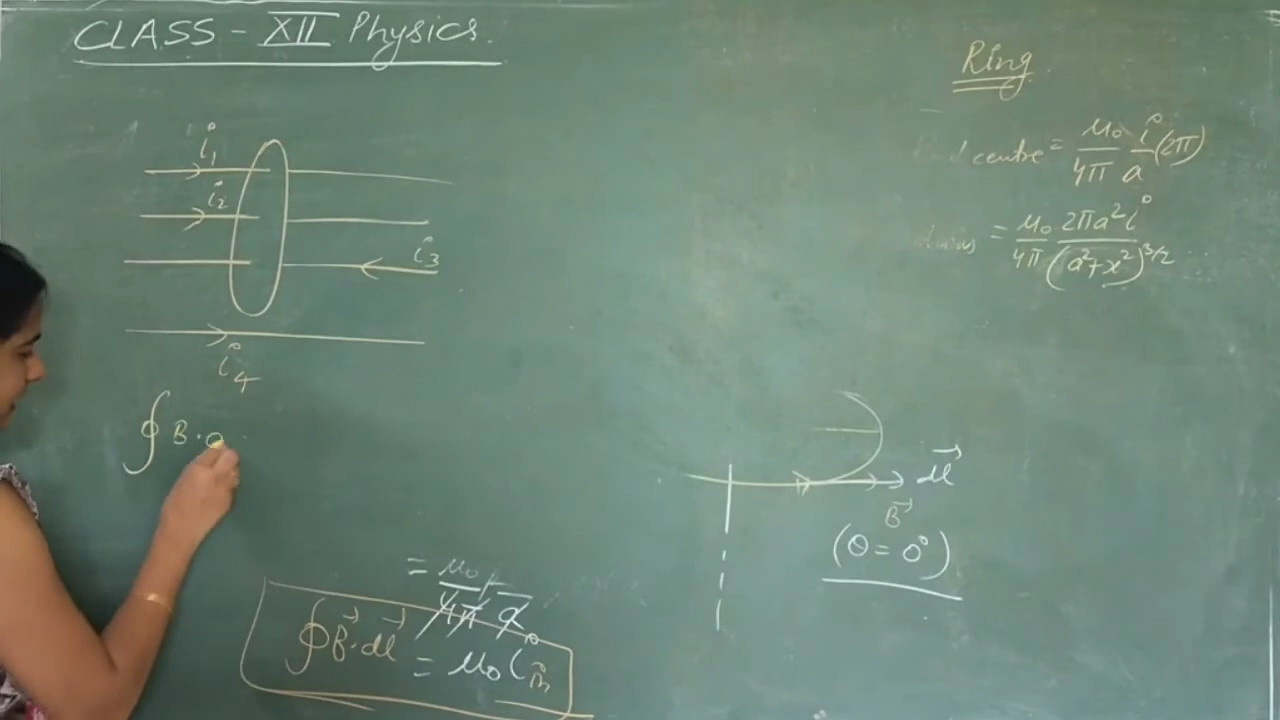 CLASS - XII Physics.
i₁
i₂
i₃
i₄
∮ B·
= μ₀/4π
∮ B⃗·dl⃗ = μ₀ i_in
Ring
centre = μ₀/4π i/a (2π)
= μ₀/4π 2πa²i/(a²+x²)^3/2
dl⃗
B⃗
(θ = 0°)